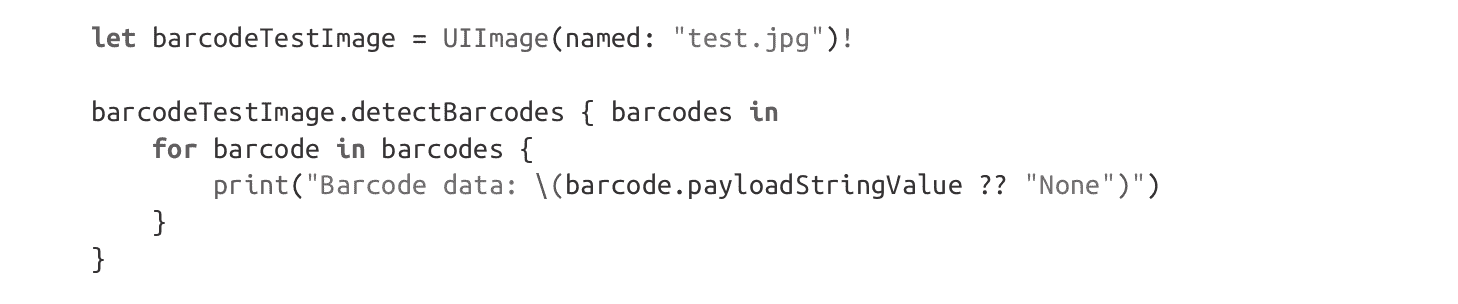 let barcodeTestImage = UIImage(named: "test.jpg")!
barcodeTestImage.detectBarcodes { barcodes in
    for barcode in barcodes {
        print("Barcode data: \(barcode.payloadStringValue ?? "None")")
    }
}